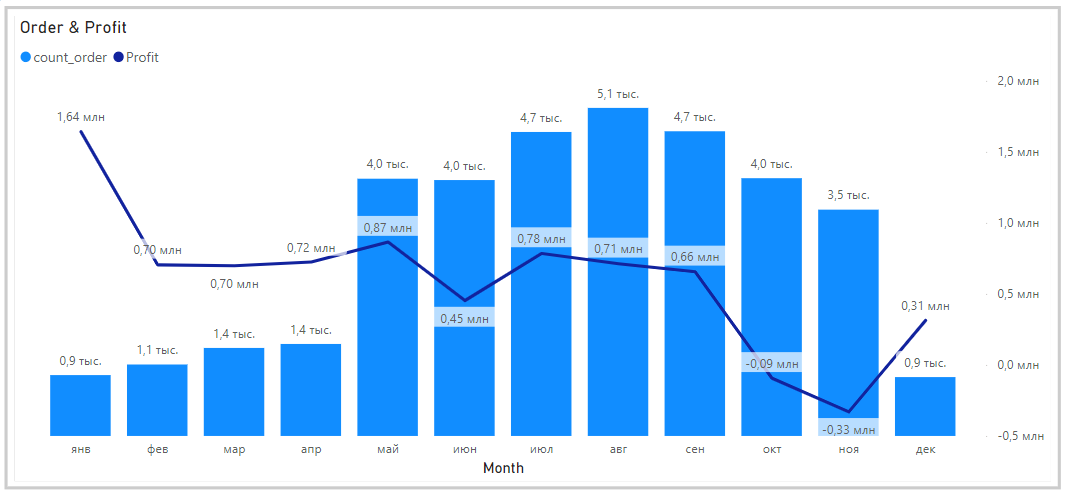 Order & Profit
count_order Profit
2,0 млн
5,1 тыс.
1,64 млн
4,7 тыс.
4,7 тыс.
1,5 млн
4,0 тыс.
4,0 тыс.
4,0 тыс.
3,5 тыс.
1,0 млн
0,87 млн
0,70 млн
0,72 млн
0,78 млн
0,71 млн
0,66 млн
0,70 млн
0,5 млн
0,31 млн
0,45 млн
1,4 тыс.
1,4 тыс.
1,1 тыс.
0,9 тыс.
-0,09 млн
0,9 тыс.
0,0 млн
-0,33 млн
-0,5 млн
янв фев мар апр май июн июл авг сен окт ноя дек
Month